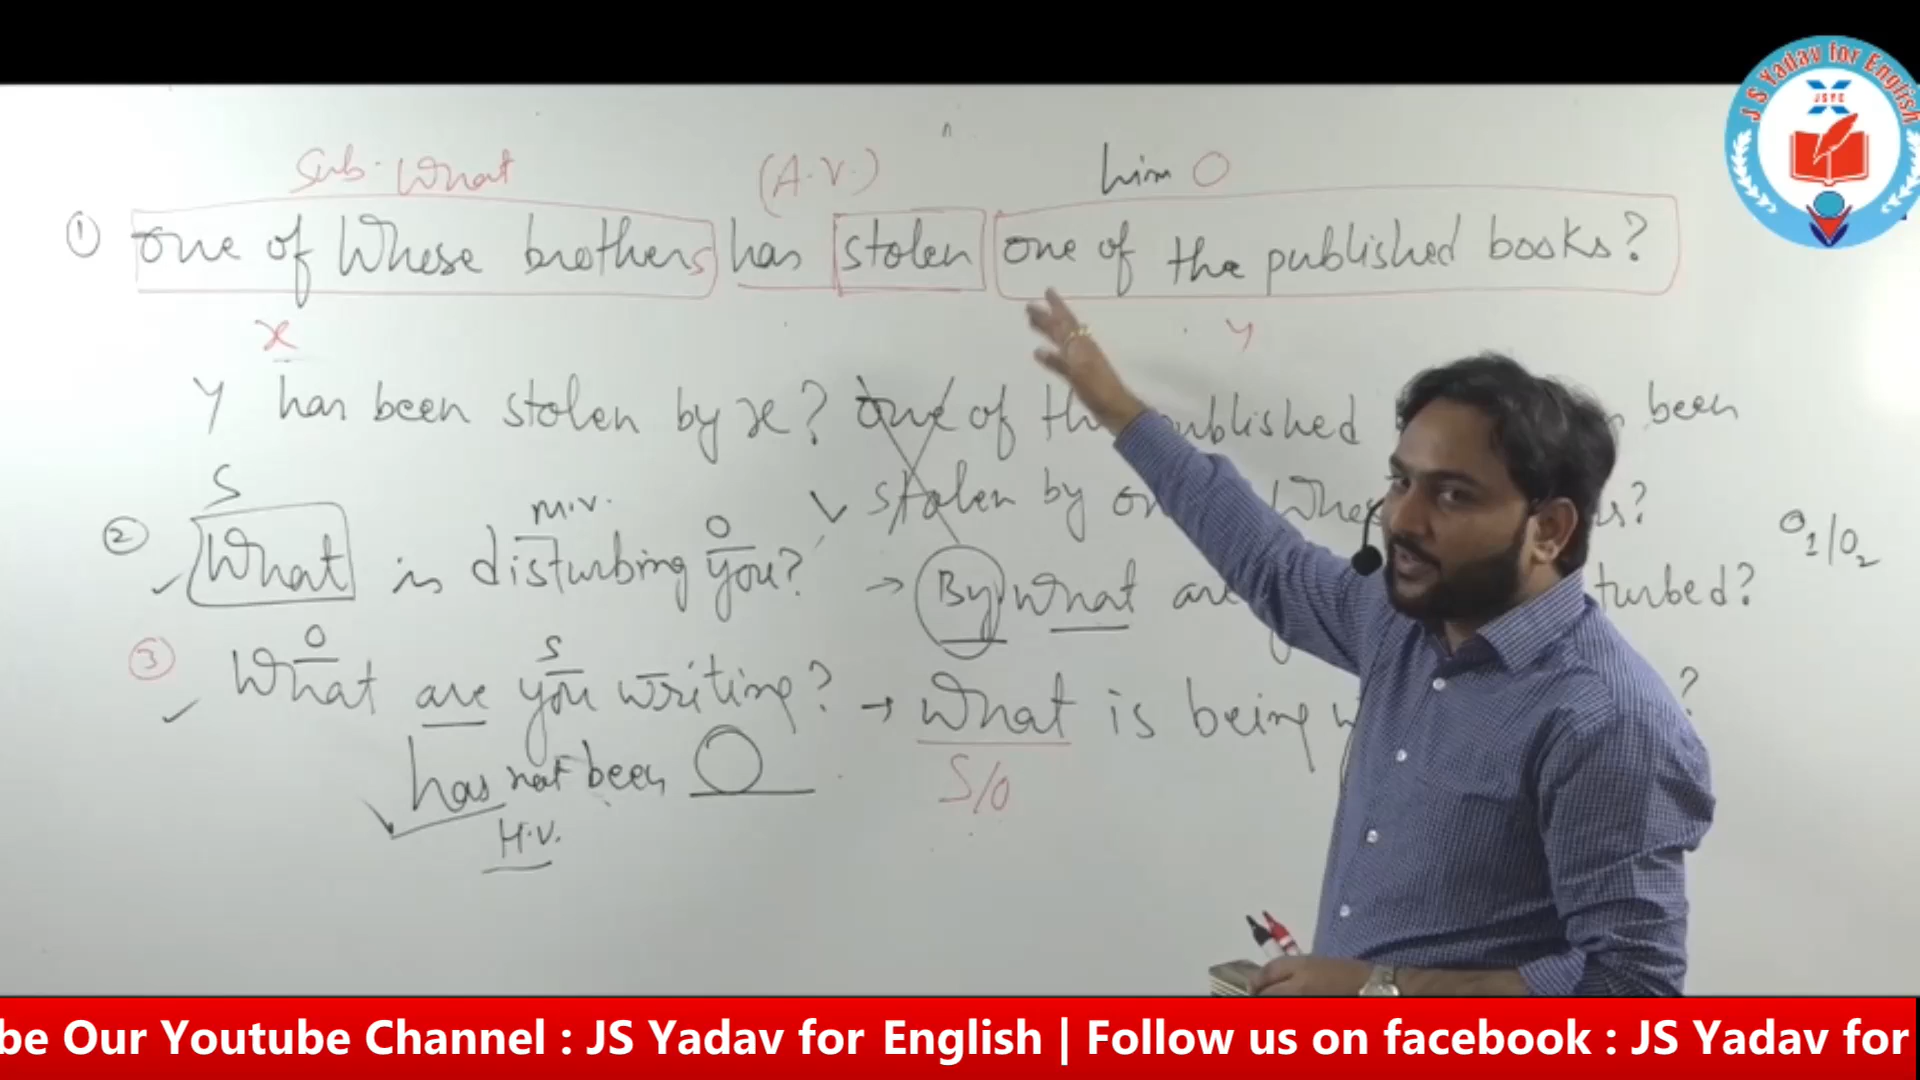 Sub. What (A.V.) him O
① one of Whose brothers has stolen one of the published books?
x y
Y has been stolen by x? one of the published been
stolen by
S m.v. O
② What is disturbing you? → By what are turbed? O1/O2
O S
③ What are you writing? → What is being ?
has not been O S/O
H.V.
J S Yadav for English
JSYE
be Our Youtube Channel : JS Yadav for English | Follow us on facebook : JS Yadav for